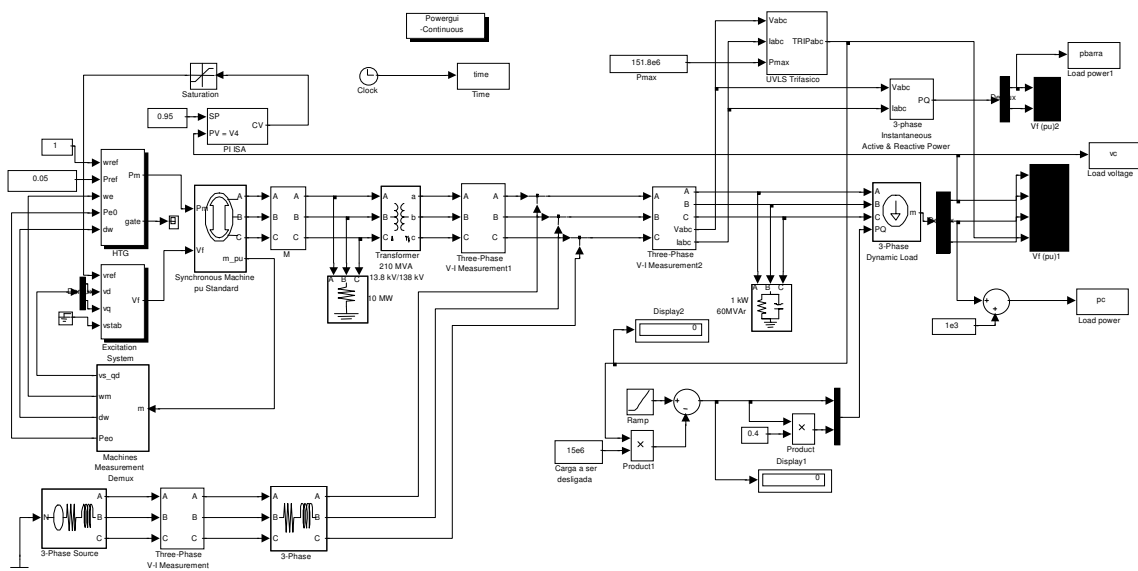 Powergui
-Continuous
Saturation
Clock
time
Time
0.95
SP
PV = V4
CV
PI ISA
151.8e6
Pmax
Vabc
Iabc
Pmax
TRIPabc
UVLS Trifasico
Vabc
Iabc
PQ
3-phase
Instantaneous
Active & Reactive Power
Vf (pu)2
pbarra
Load power1
vc
Load voltage
1
0.05
wref
Pref
we
Pe0
dw
Pm
gate
HTG
Pm
Vf
A
B
C
m_pu
Synchronous Machine
pu Standard
A
B
C
A
B
C
M
A
B
C
a
b
c
Transformer
210 MVA
13.8 kV/138 kV
A
B
C
A
B
C
Three-Phase
V-I Measurement1
A
B
C
A
B
C
Vabc
Iabc
Three-Phase
V-I Measurement2
A
B
C
PQ
m
3-Phase
Dynamic Load
Vf (pu)1
A B C
10 MW
A B C
1 kW
60MVAr
vref
vd
vq
vstab
Vf
Excitation
System
1e3
pc
Load power
Display2
0
vs_qd
wm
dw
Peo
m
Machines
Measurement
Demux
Ramp
15e6
Carga a ser
desligada
Product1
0.4
Product
Display1
0
N
A
B
C
3-Phase Source
A
B
C
A
B
C
Three-Phase
V-I Measurement
A
B
C
A
B
C
3-Phase